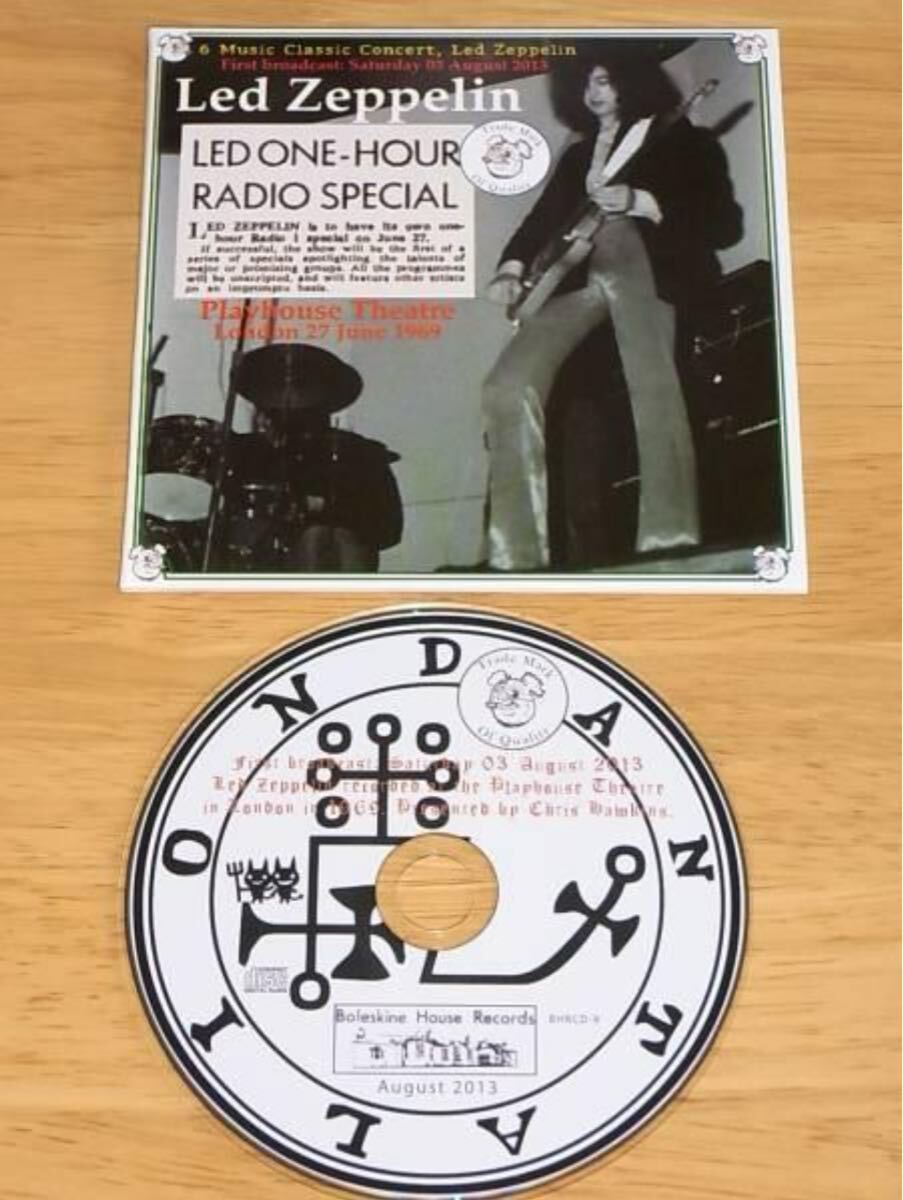 6 Music Classic Concert, Led Zeppelin
First broadcast: Saturday 03 August 2013
Led Zeppelin
Trade Mark
Of Quality
LED ONE-HOUR
RADIO SPECIAL
LED ZEPPELIN is to have its own one-
hour Radio 1 special on June 27.
If successful, the show will be the first of a
series of specials spotlighting the talents of
major or promising groups. All the programmes
will be unscripted, and will feature other artists
on an impromptu basis.
Playhouse Theatre
London 27 June 1969
DANTALION
Trade Mark
Of Quality
First broadcast: Saturday 03 August 2013
Led Zeppelin recorded at the Playhouse Theatre
in London in 1969. Presented by Chris Hawkins.
disc
Boleskine House Records
August 2013